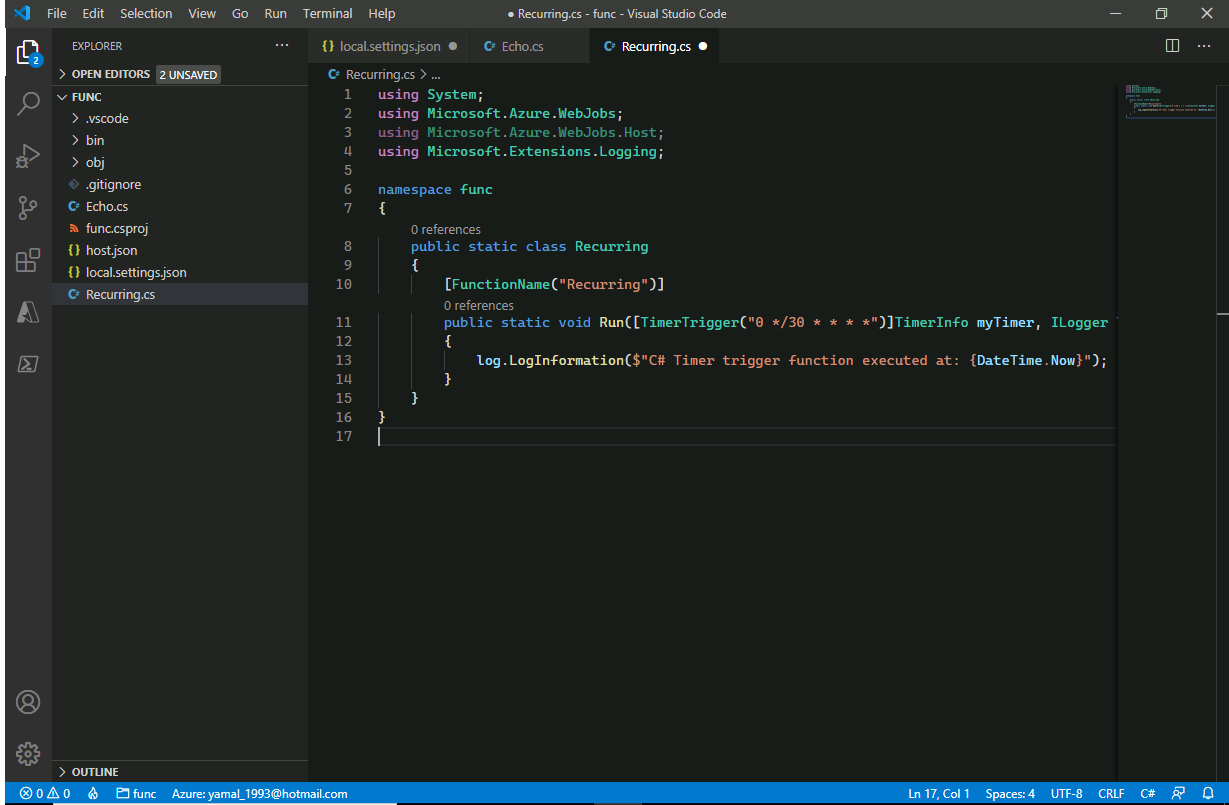 File Edit Selection View Go Run Terminal Help ● Recurring.cs - func - Visual Studio Code
2
EXPLORER ...
OPEN EDITORS 2 UNSAVED
FUNC
.vscode
bin
obj
.gitignore
Echo.cs
func.csproj
host.json
local.settings.json
Recurring.cs
OUTLINE
{} local.settings.json ● C# Echo.cs C# Recurring.cs ●
C# Recurring.cs > ...
1 using System;
2 using Microsoft.Azure.WebJobs;
3 using Microsoft.Azure.WebJobs.Host;
4 using Microsoft.Extensions.Logging;
5
6 namespace func
7 {
0 references
8 public static class Recurring
9 {
10 [FunctionName("Recurring")]
0 references
11 public static void Run([TimerTrigger("0 */30 * * * *")]TimerInfo myTimer, ILogger
12 {
13 log.LogInformation($"C# Timer trigger function executed at: {DateTime.Now}");
14 }
15 }
16 }
17
0 0 func Azure: yamal_1993@hotmail.com Ln 17, Col 1 Spaces: 4 UTF-8 CRLF C#